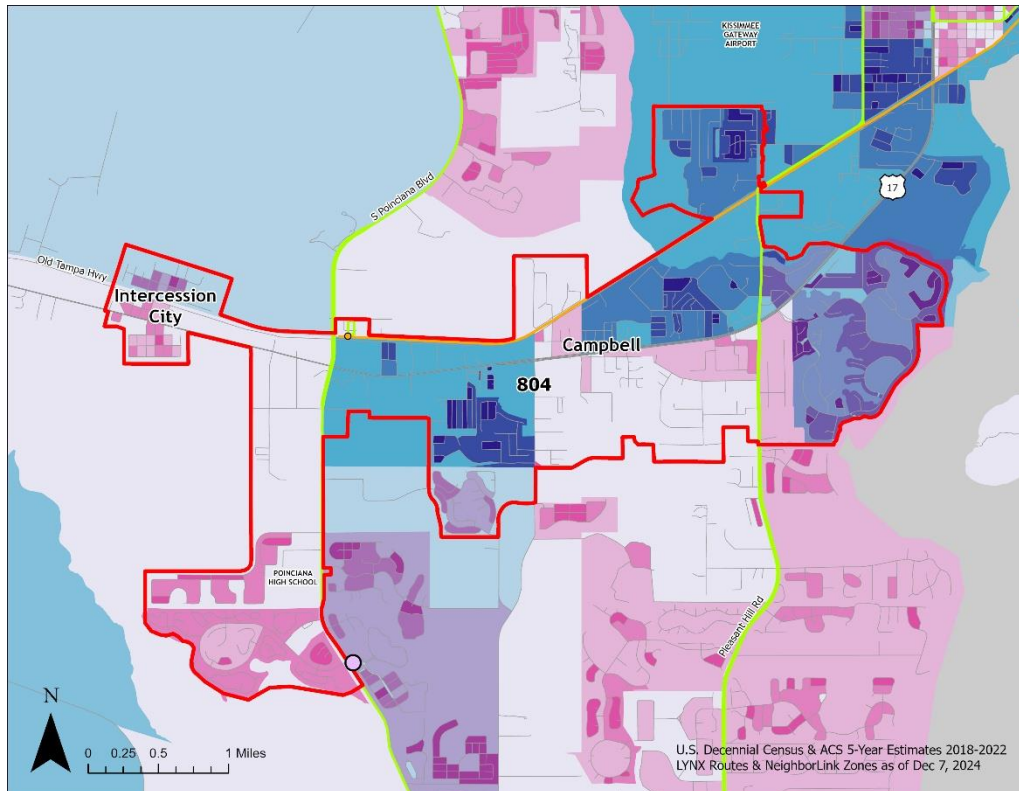 KISSIMMEE
GATEWAY
AIRPORT
S Poinciana Blvd
17
Old Tampa Hwy
Intercession
City
Campbell
804
POINCIANA
HIGH SCHOOL
Pleasant Hill Rd
N
0 0.25 0.5 1 Miles
U.S. Decennial Census & ACS 5-Year Estimates 2018-2022
LYNX Routes & NeighborLink Zones as of Dec 7, 2024